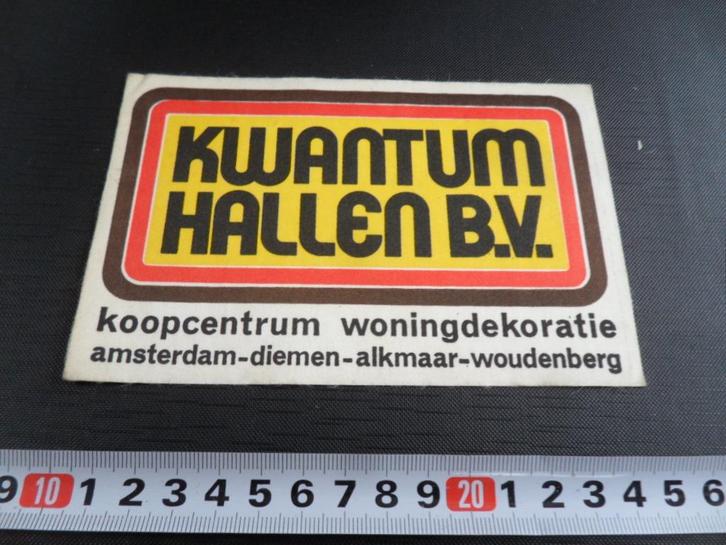 KWANTUM
HALLEN B.V.
koopcentrum woningdekoratie
amsterdam-diemen-alkmaar-woudenberg
9 10 1 2 3 4 5 6 7 8 9 20 1 2 3 4 5 6